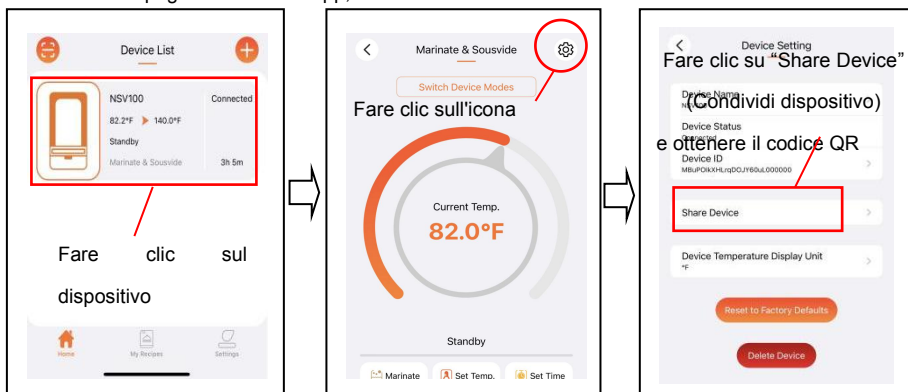 Device List
NSV100
Connected
82.2°F 140.0°F
Standby
Marinate & Sousvide
3h 5m
Fare clic sul
dispositivo
Home
My Recipes
Settings
Marinate & Sousvide
Switch Device Modes
Fare clic sull'icona
Current Temp.
82.0°F
Standby
Marinate
Set Temp.
Set Time
Device Setting
Fare clic su “Share Device”
Device Name
(Condividi dispositivo)
Device Status
e ottenere il codice QR
Device ID
Share Device
Device Temperature Display Unit
°F
Reset to Factory Defaults
Delete Device